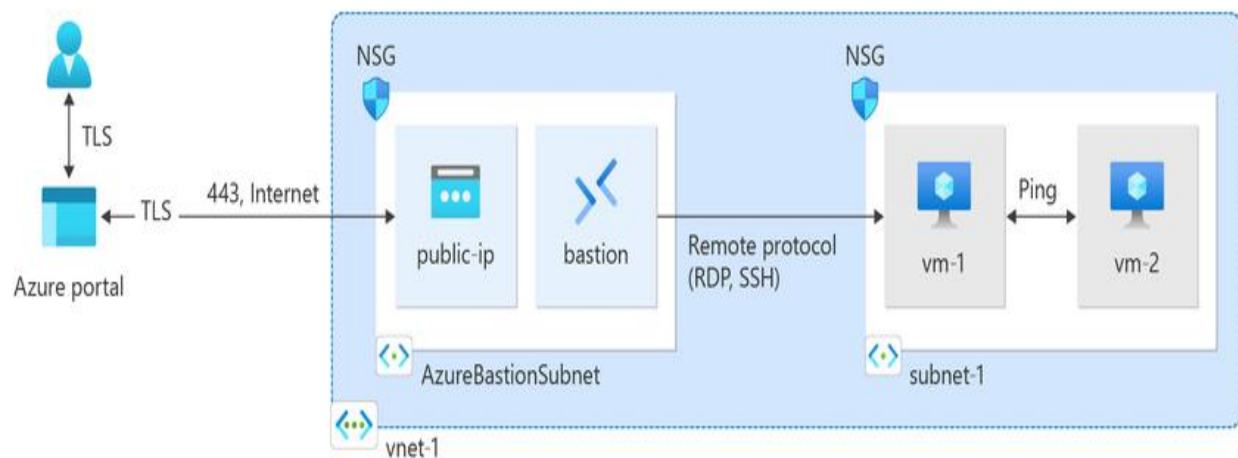 NSG
NSG
TLS
443, Internet
TLS
Azure portal
public-ip
bastion
Remote protocol
(RDP, SSH)
vm-1
Ping
vm-2
AzureBastionSubnet
subnet-1
vnet-1